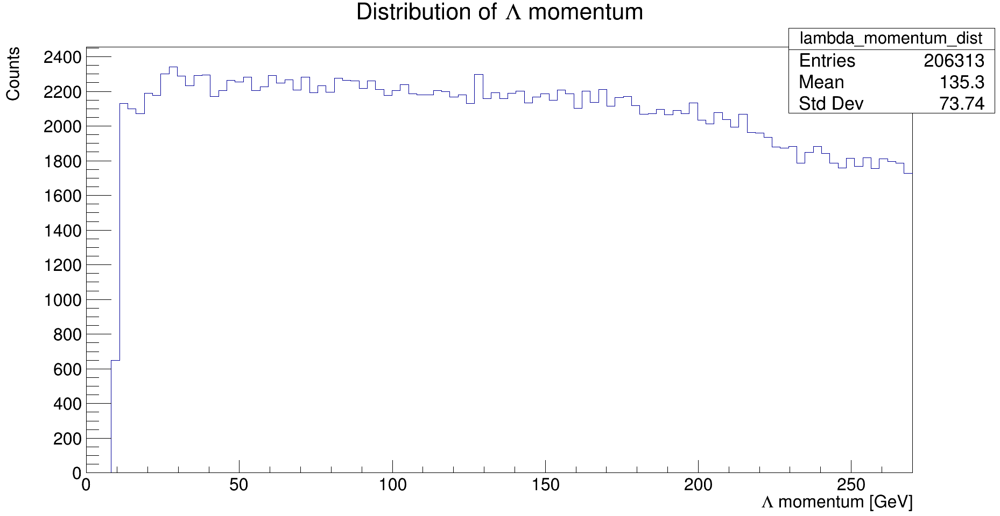 Distribution of Λ momentum
lambda_momentum_dist
Entries 206313
Mean 135.3
Std Dev 73.74
Counts
2400
2200
2000
1800
1600
1400
1200
1000
800
600
400
200
0
0 50 100 150 200 250
Λ momentum [GeV]